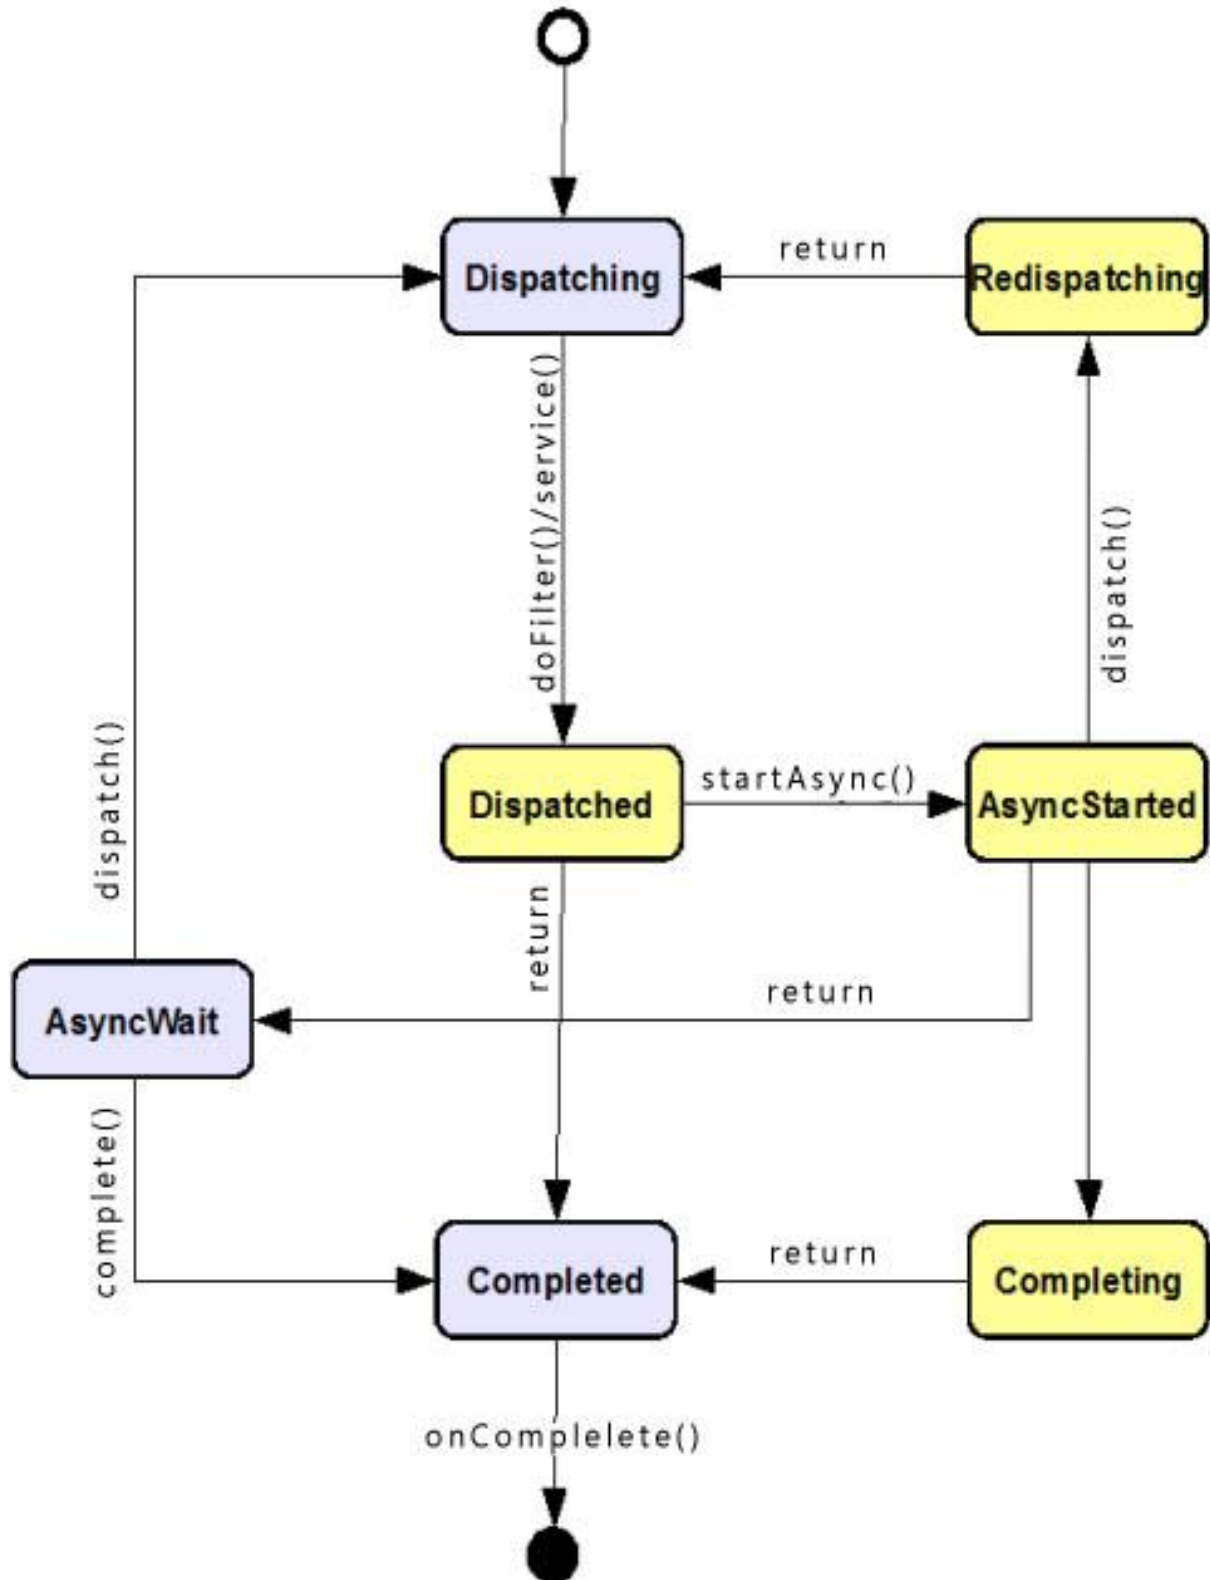 return
Dispatching
Redispatching
doFilter()/service()
dispatch()
dispatch()
startAsync()
Dispatched
AsyncStarted
return
return
AsyncWait
complete()
return
Completed
Completing
onComplelete()